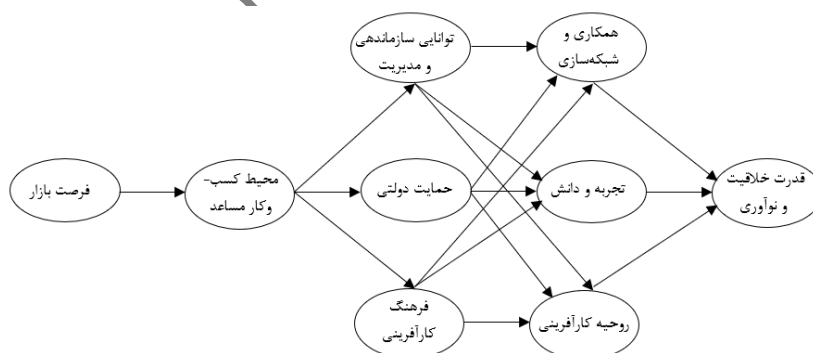 توانایی سازماندهی
و مدیریت
همکاری و
شبکه‌سازی
فرصت بازار
محیط کسب-
وکار مساعد
حمایت دولتی
تجربه و دانش
قدرت خلاقیت
و نوآوری
فرهنگ
کارآفرینی
روحیه کارآفرینی